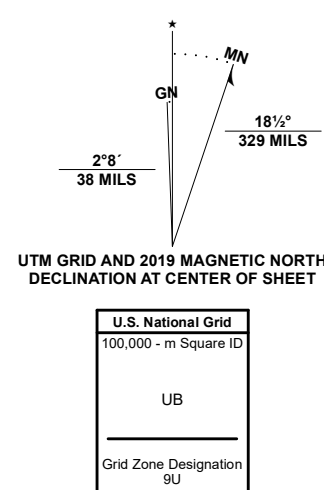 ★
MN
GN
18½°
329 MILS
2°8´
38 MILS
UTM GRID AND 2019 MAGNETIC NORTH
DECLINATION AT CENTER OF SHEET
U.S. National Grid
100,000 - m Square ID
UB
Grid Zone Designation
9U